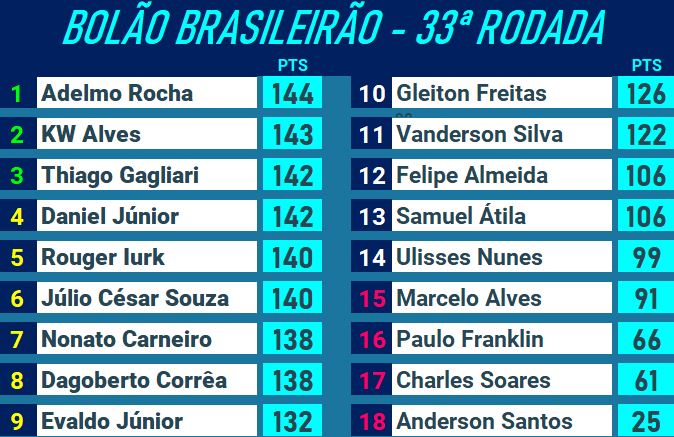 BOLÃO BRASILEIRÃO - 33ª RODADA
PTS
1 Adelmo Rocha 144
2 KW Alves 143
3 Thiago Gagliari 142
4 Daniel Júnior 142
5 Rouger Iurk 140
6 Júlio César Souza 140
7 Nonato Carneiro 138
8 Dagoberto Corrêa 138
9 Evaldo Júnior 132
PTS
10 Gleiton Freitas 126
11 Vanderson Silva 122
12 Felipe Almeida 106
13 Samuel Átila 106
14 Ulisses Nunes 99
15 Marcelo Alves 91
16 Paulo Franklin 66
17 Charles Soares 61
18 Anderson Santos 25